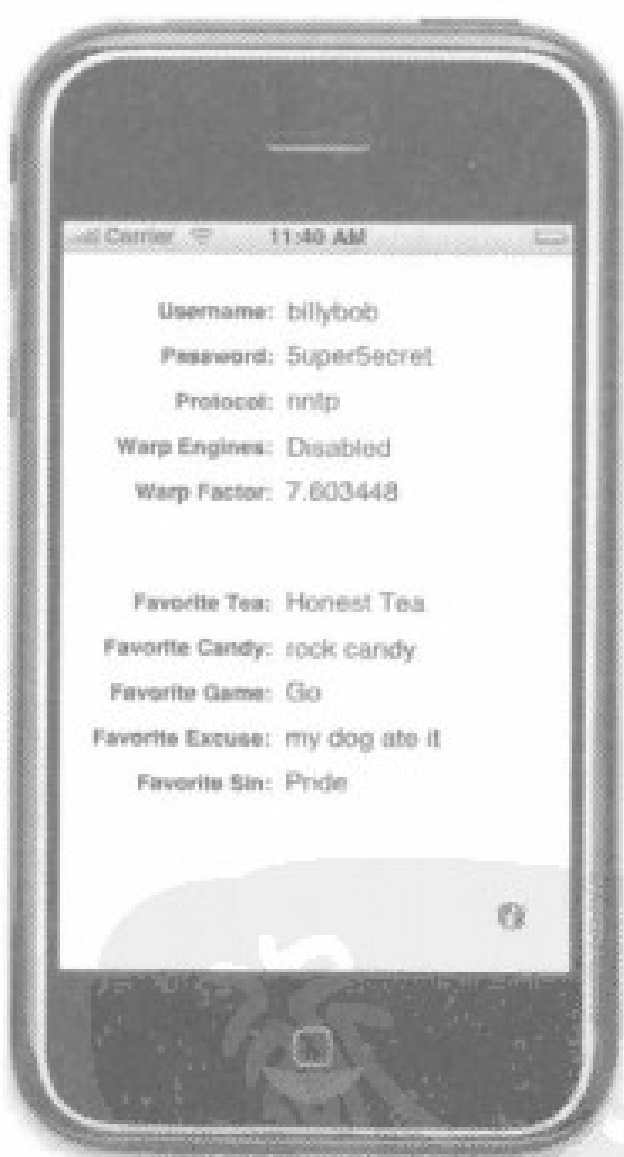 Carrier 11:40 AM
Username: billybob
Password: 5uper5ecret
Protocol: nntp
Warp Engines: Disabled
Warp Factor: 7.603448
Favorite Tea: Honest Tea
Favorite Candy: rock candy
Favorite Game: Go
Favorite Excuse: my dog ate it
Favorite Sin: Pride